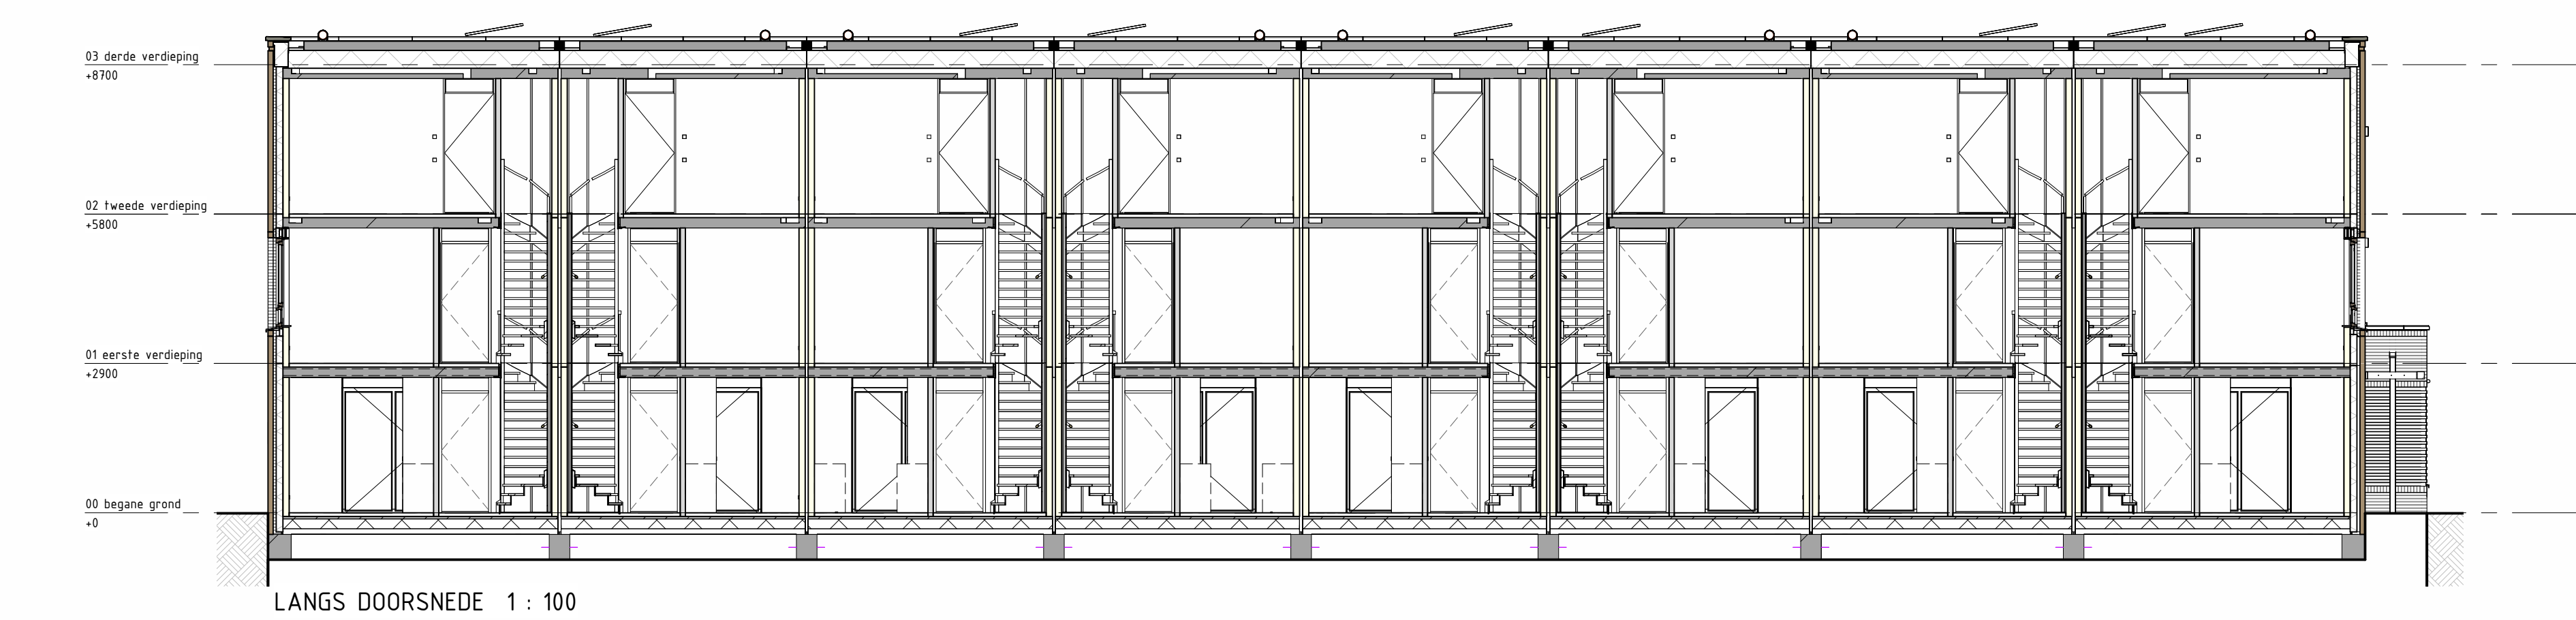 03 derde verdieping
+8700
02 tweede verdieping
+5800
01 eerste verdieping
+2900
00 begane grond
+0
LANGS DOORSNEDE 1 : 100